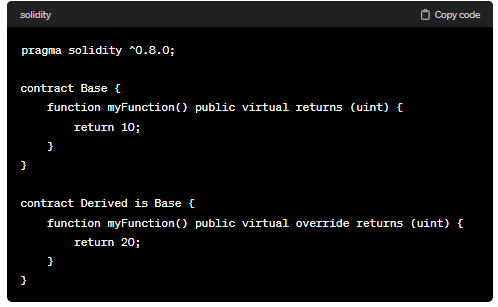 solidity
Copy code
pragma solidity ^0.8.0;
contract Base {
function myFunction() public virtual returns (uint) {
return 10;
}
}
contract Derived is Base {
function myFunction() public virtual override returns (uint) {
return 20;
}
}